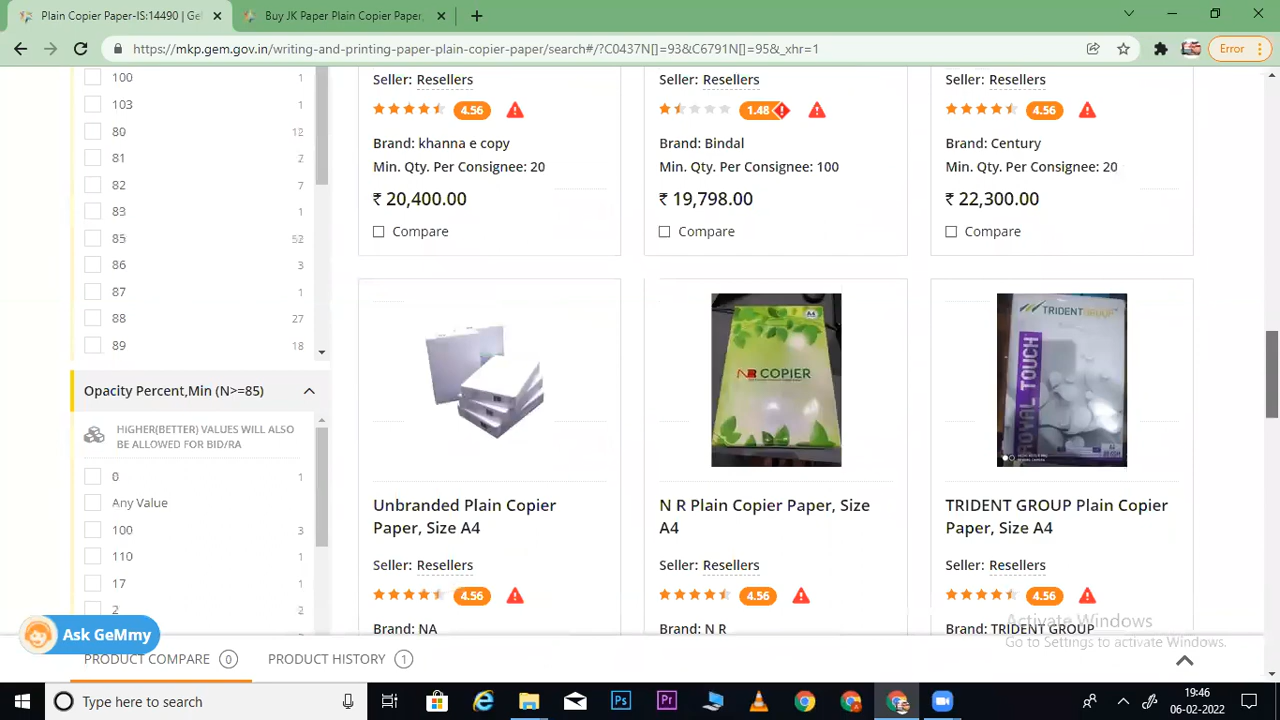 Plain Copier Paper-IS:14490 | Ge
Buy JK Paper Plain Copier Paper,
https://mkp.gem.gov.in/writing-and-printing-paper-plain-copier-paper/search#/?C0437N[]=93&C6791N[]=95&_xhr=1
Error
100 1
103 1
80 12
81 2
82 7
83 1
85 52
86 3
87 1
88 27
89 18
Opacity Percent,Min (N>=85)
HIGHER(BETTER) VALUES WILL ALSO
BE ALLOWED FOR BID/RA
0 1
Any Value
100 3
110 1
17 1
2 2
Seller: Resellers
4.56
Brand: khanna e copy
Min. Qty. Per Consignee: 20
₹ 20,400.00
Compare
Seller: Resellers
1.48
Brand: Bindal
Min. Qty. Per Consignee: 100
₹ 19,798.00
Compare
Seller: Resellers
4.56
Brand: Century
Min. Qty. Per Consignee: 20
₹ 22,300.00
Compare
Unbranded Plain Copier
Paper, Size A4
Seller: Resellers
4.56
Brand: NA
A4
NR COPIER
N R Plain Copier Paper, Size
A4
Seller: Resellers
4.56
Brand: N R
TRIDENTGROUP
ROYAL TOUCH
TRIDENT GROUP Plain Copier
Paper, Size A4
Seller: Resellers
4.56
Brand: TRIDENT GROUP
Activate Windows
Go to Settings to activate Windows.
Ask GeMmy
PRODUCT COMPARE 0
PRODUCT HISTORY 1
Type here to search
19:46
06-02-2022